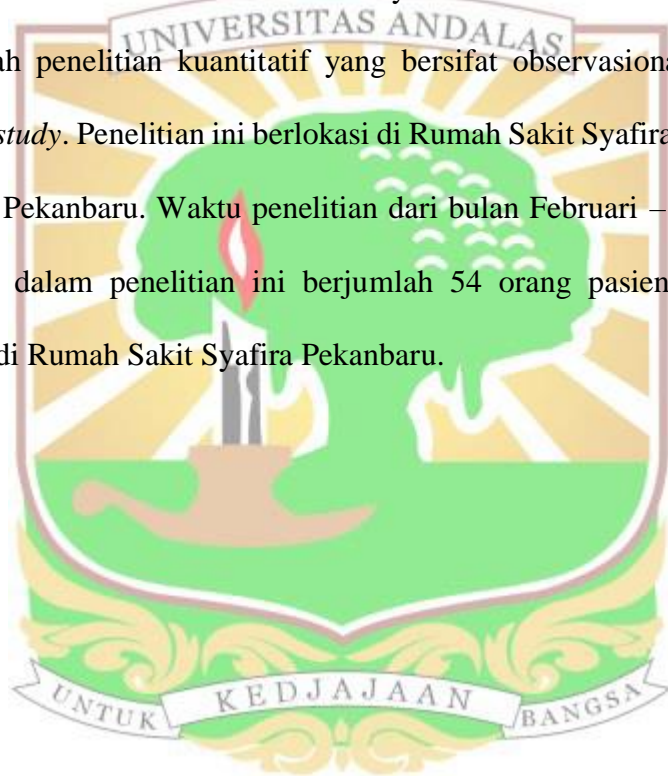 UNIVERSITAS ANDALAS
penelitian kuantitatif yang bersifat observasiona
study. Penelitian ini berlokasi di Rumah Sakit Syafira
Pekanbaru. Waktu penelitian dari bulan Februari –
dalam penelitian ini berjumlah 54 orang pasien
di Rumah Sakit Syafira Pekanbaru.
UNTUK KEDJAJAAN BANGSA